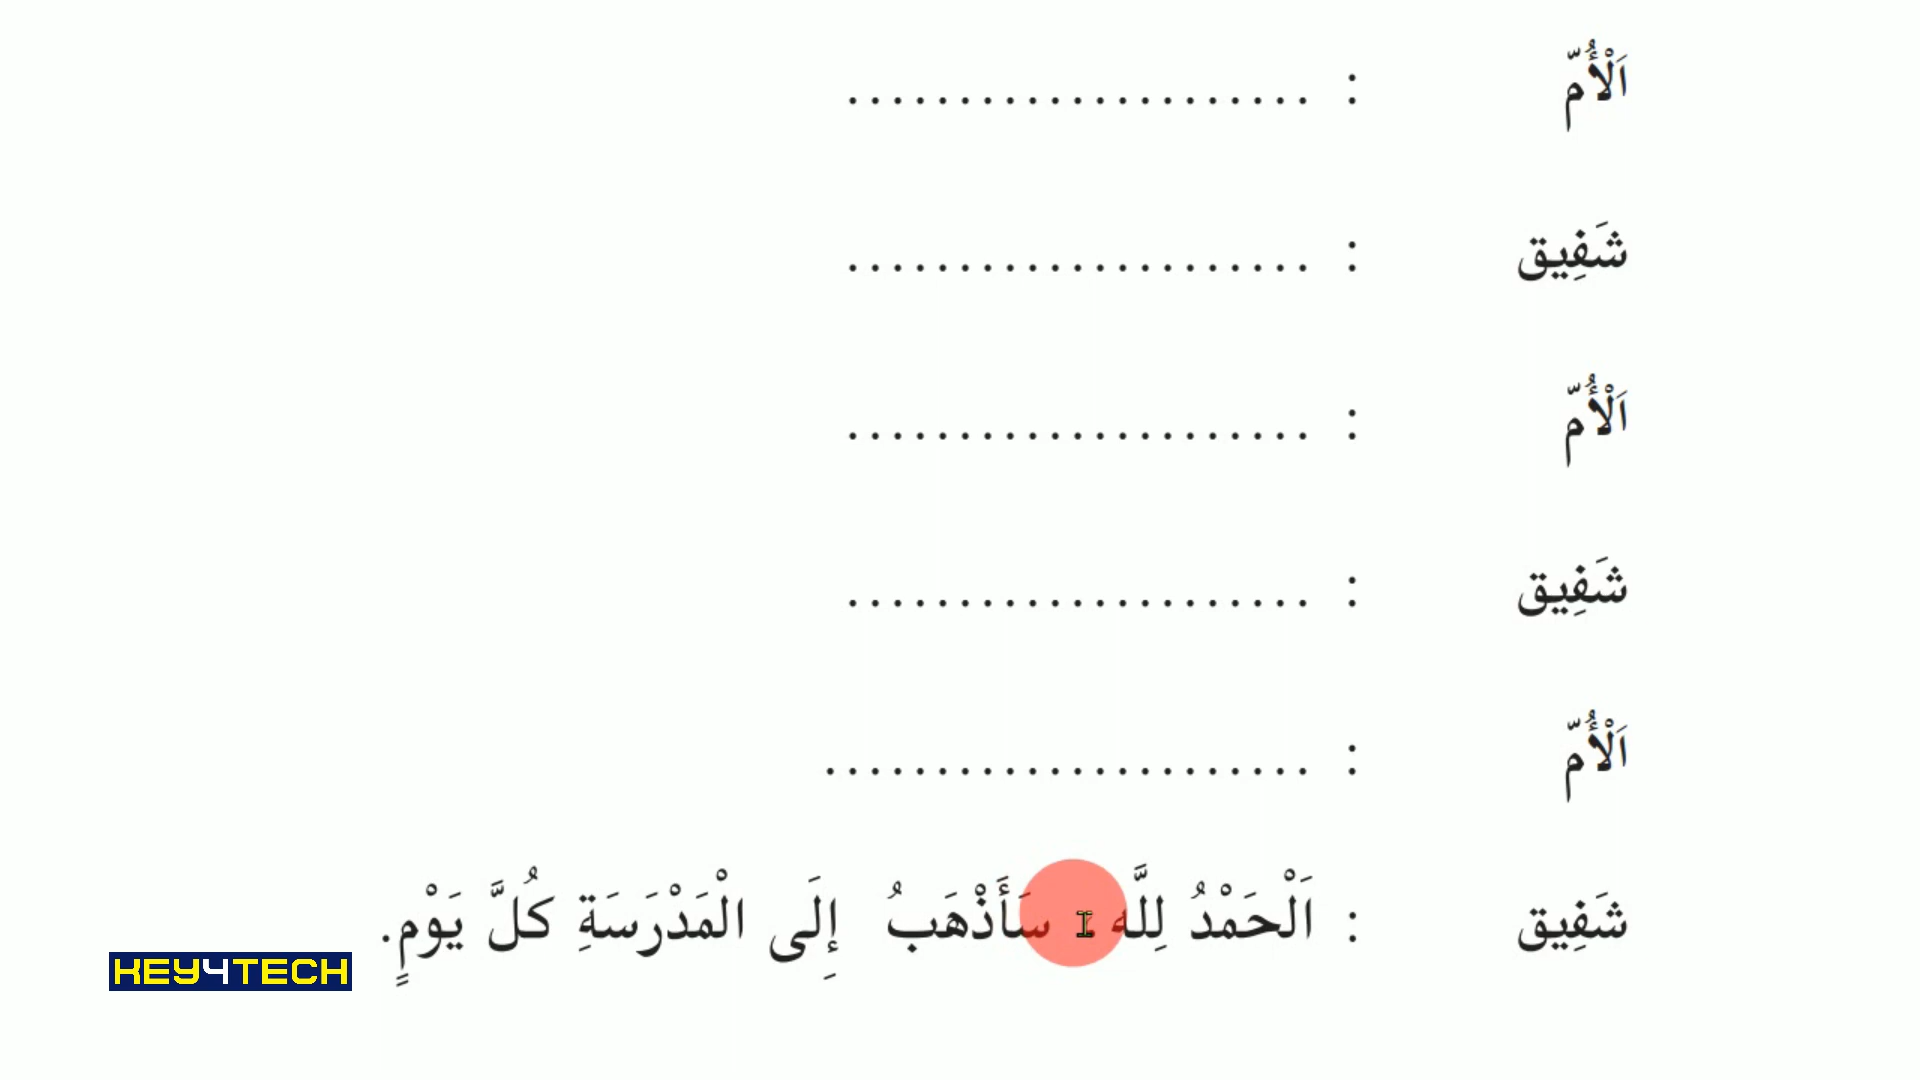 اَلْأُمّ : .....................
شَفِيق : .....................
اَلْأُمّ : .....................
شَفِيق : .....................
اَلْأُمّ : ......................
شَفِيق : اَلْحَمْدُ لِلَّه. سَأَذْهَبُ إِلَى الْمَدْرَسَةِ كُلَّ يَوْمٍ.
KEY4TECH